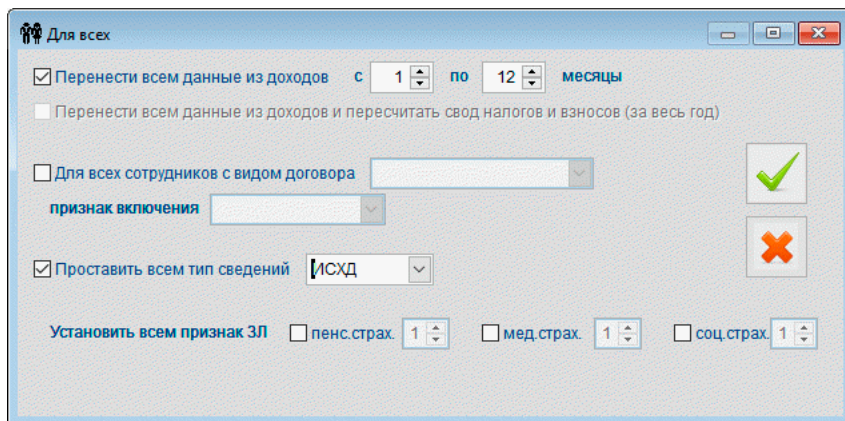 Для всех
Перенести всем данные из доходов с 1 по 12 месяцы
Перенести всем данные из доходов и пересчитать свод налогов и взносов (за весь год)
Для всех сотрудников с видом договора
признак включения
Проставить всем тип сведений ИСХД
Установить всем признак ЗЛ пенс.страх. 1 мед.страх. 1 соц.страх. 1